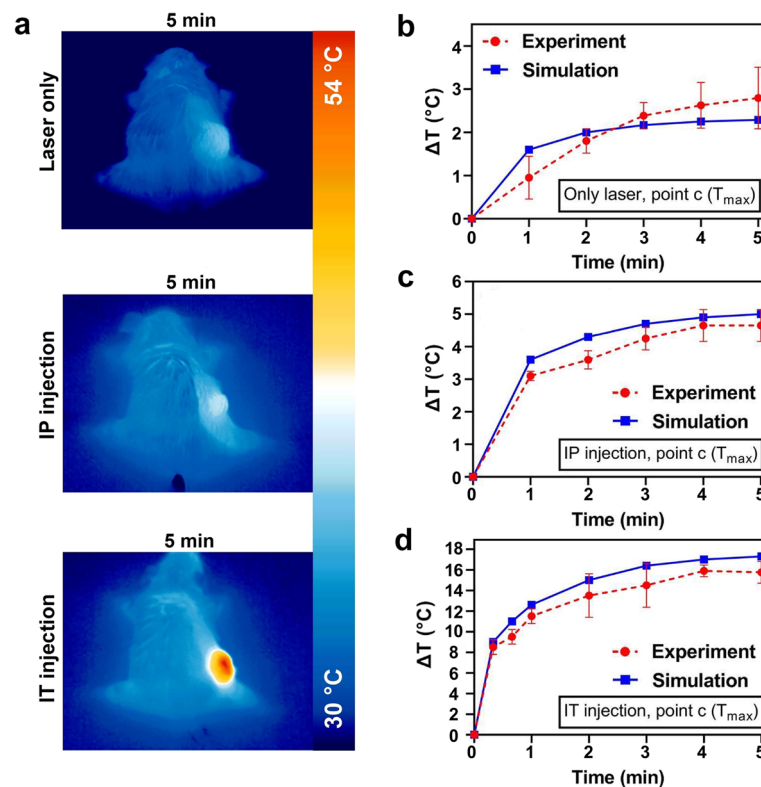 a
5 min
Laser only
5 min
IP injection
5 min
IT injection
54 °C
30 °C
b
4
3
2
1
0
ΔT (°C)
Experiment
Simulation
Only laser, point c (Tmax)
0 1 2 3 4 5
Time (min)
c
6
5
4
3
2
1
0
ΔT (°C)
Experiment
Simulation
IP injection, point c (Tmax)
0 1 2 3 4 5
Time (min)
d
18
16
14
12
10
8
6
4
2
0
ΔT (°C)
Experiment
Simulation
IT injection, point c (Tmax)
0 1 2 3 4 5
Time (min)